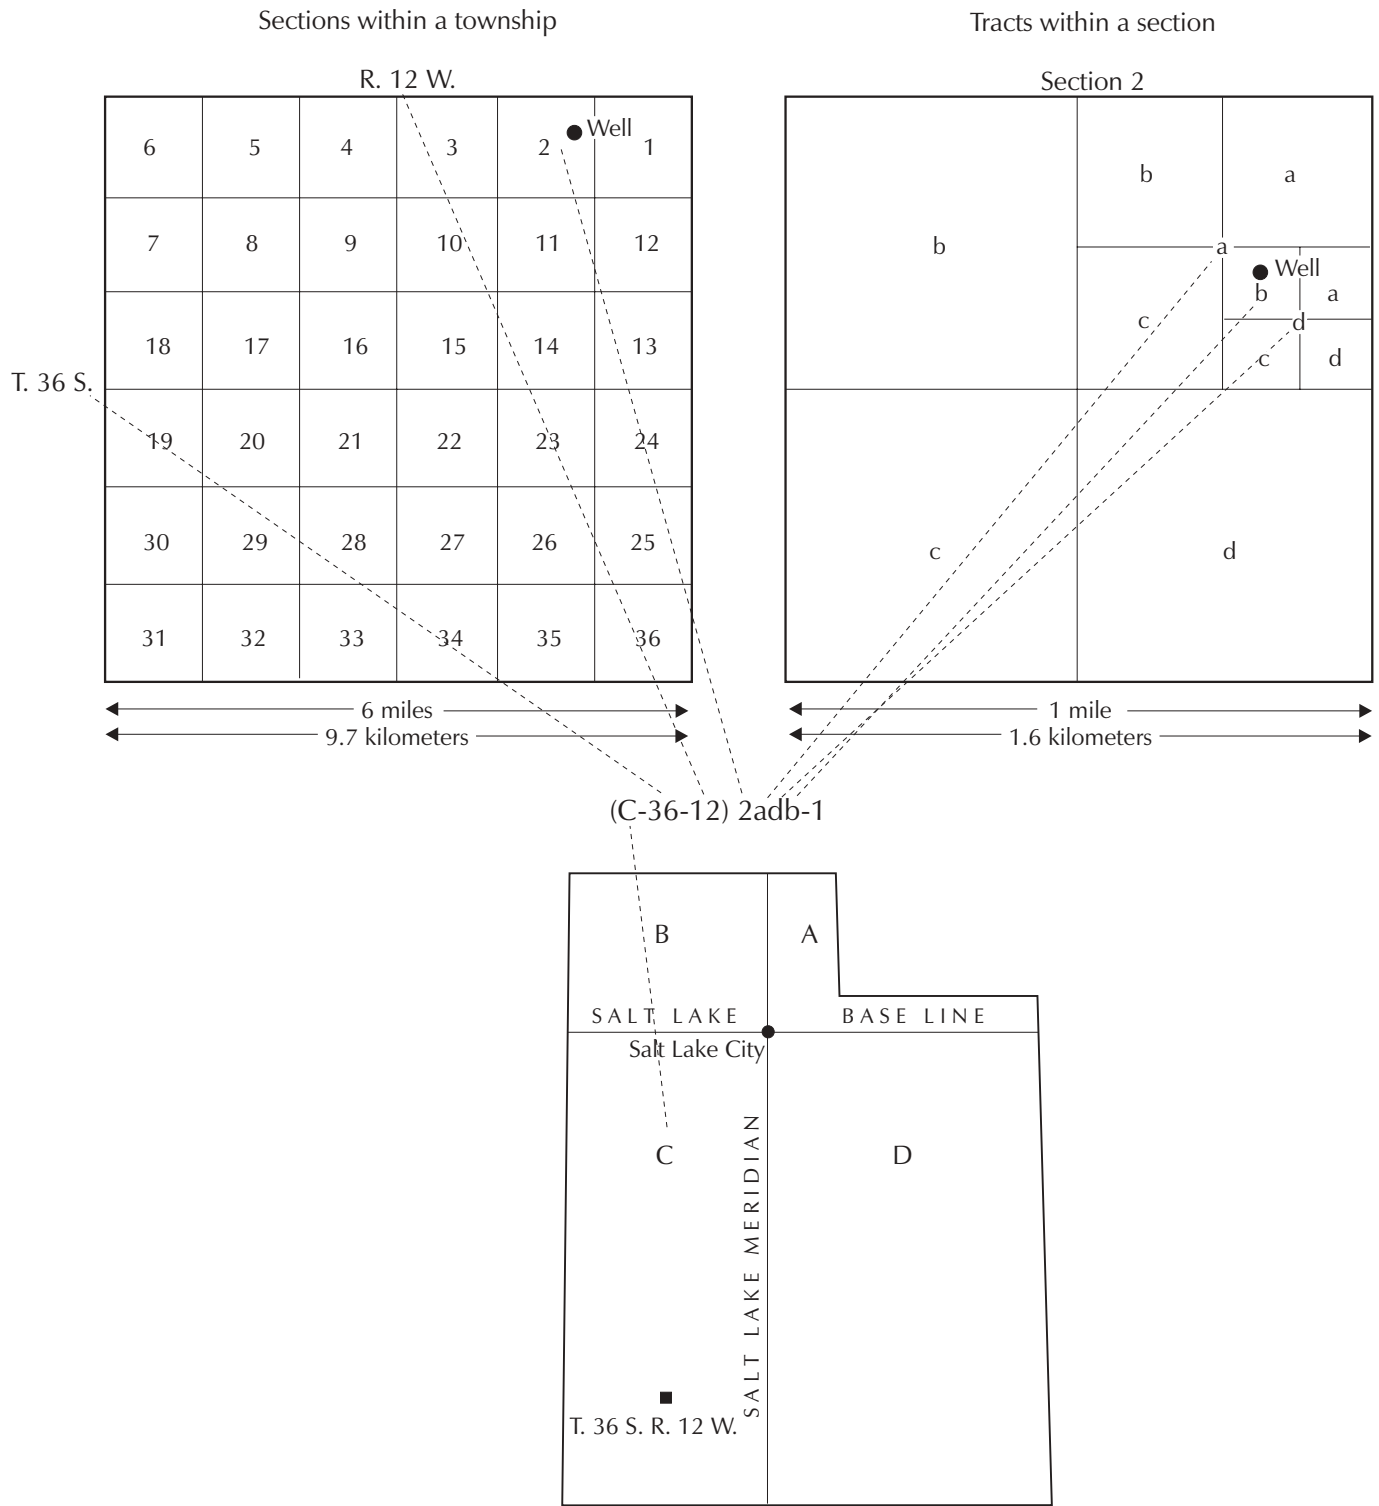 Sections within a township
Tracts within a section
R. 12 W.
Section 2
6 5 4 3 2 Well 1
7 8 9 10 11 12
18 17 16 15 14 13
T. 36 S.
19 20 21 22 23 24
30 29 28 27 26 25
31 32 33 34 35 36
6 miles
9.7 kilometers
b a
b a
Well
b a
c d
c d
c d
1 mile
1.6 kilometers
(C-36-12) 2adb-1
B A
SALT LAKE BASE LINE
Salt Lake City
C D
SALT LAKE MERIDIAN
T. 36 S. R. 12 W.